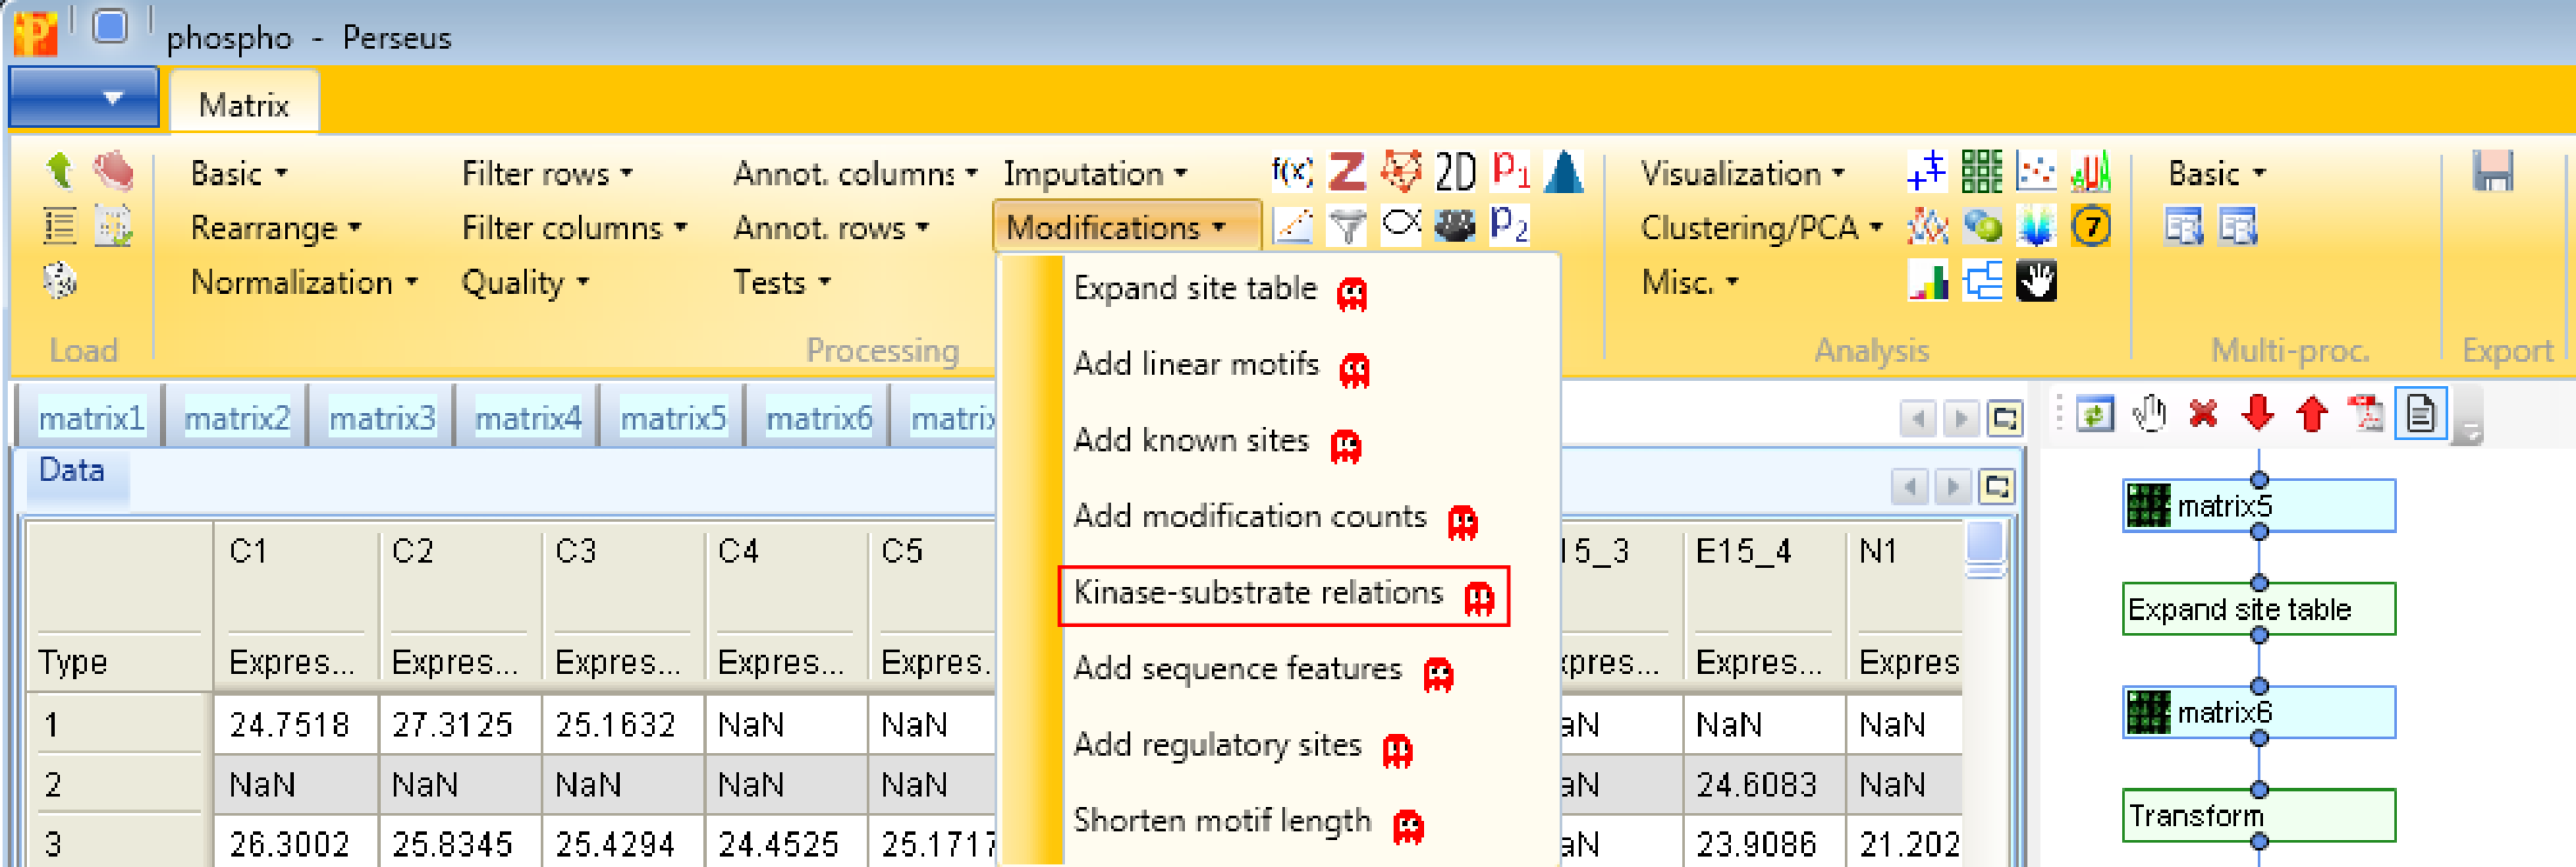 phospho - Perseus
Matrix
Basic Filter rows Annot. columns Imputation f(x) Z 2D p1 Visualization Basic
Rearrange Filter columns Annot. rows Modifications p2 Clustering/PCA 7
Normalization Quality Tests Misc.
Load Processing Analysis Multi-proc. Export
Expand site table
Add linear motifs
Add known sites
Add modification counts
Kinase-substrate relations
Add sequence features
Add regulatory sites
Shorten motif length
matrix1 matrix2 matrix3 matrix4 matrix5 matrix6 matrix
Data
C1 C2 C3 C4 C5 15_3 E15_4 N1
Type Expres... Expres... Expres... Expres... Expres. xpres... Expres... Expres
1 24.7518 27.3125 25.1632 NaN NaN aN NaN NaN
2 NaN NaN NaN NaN NaN aN 24.6083 NaN
3 26.3002 25.8345 25.4294 24.4525 25.1717 aN 23.9086 21.202
matrix5
Expand site table
matrix6
Transform